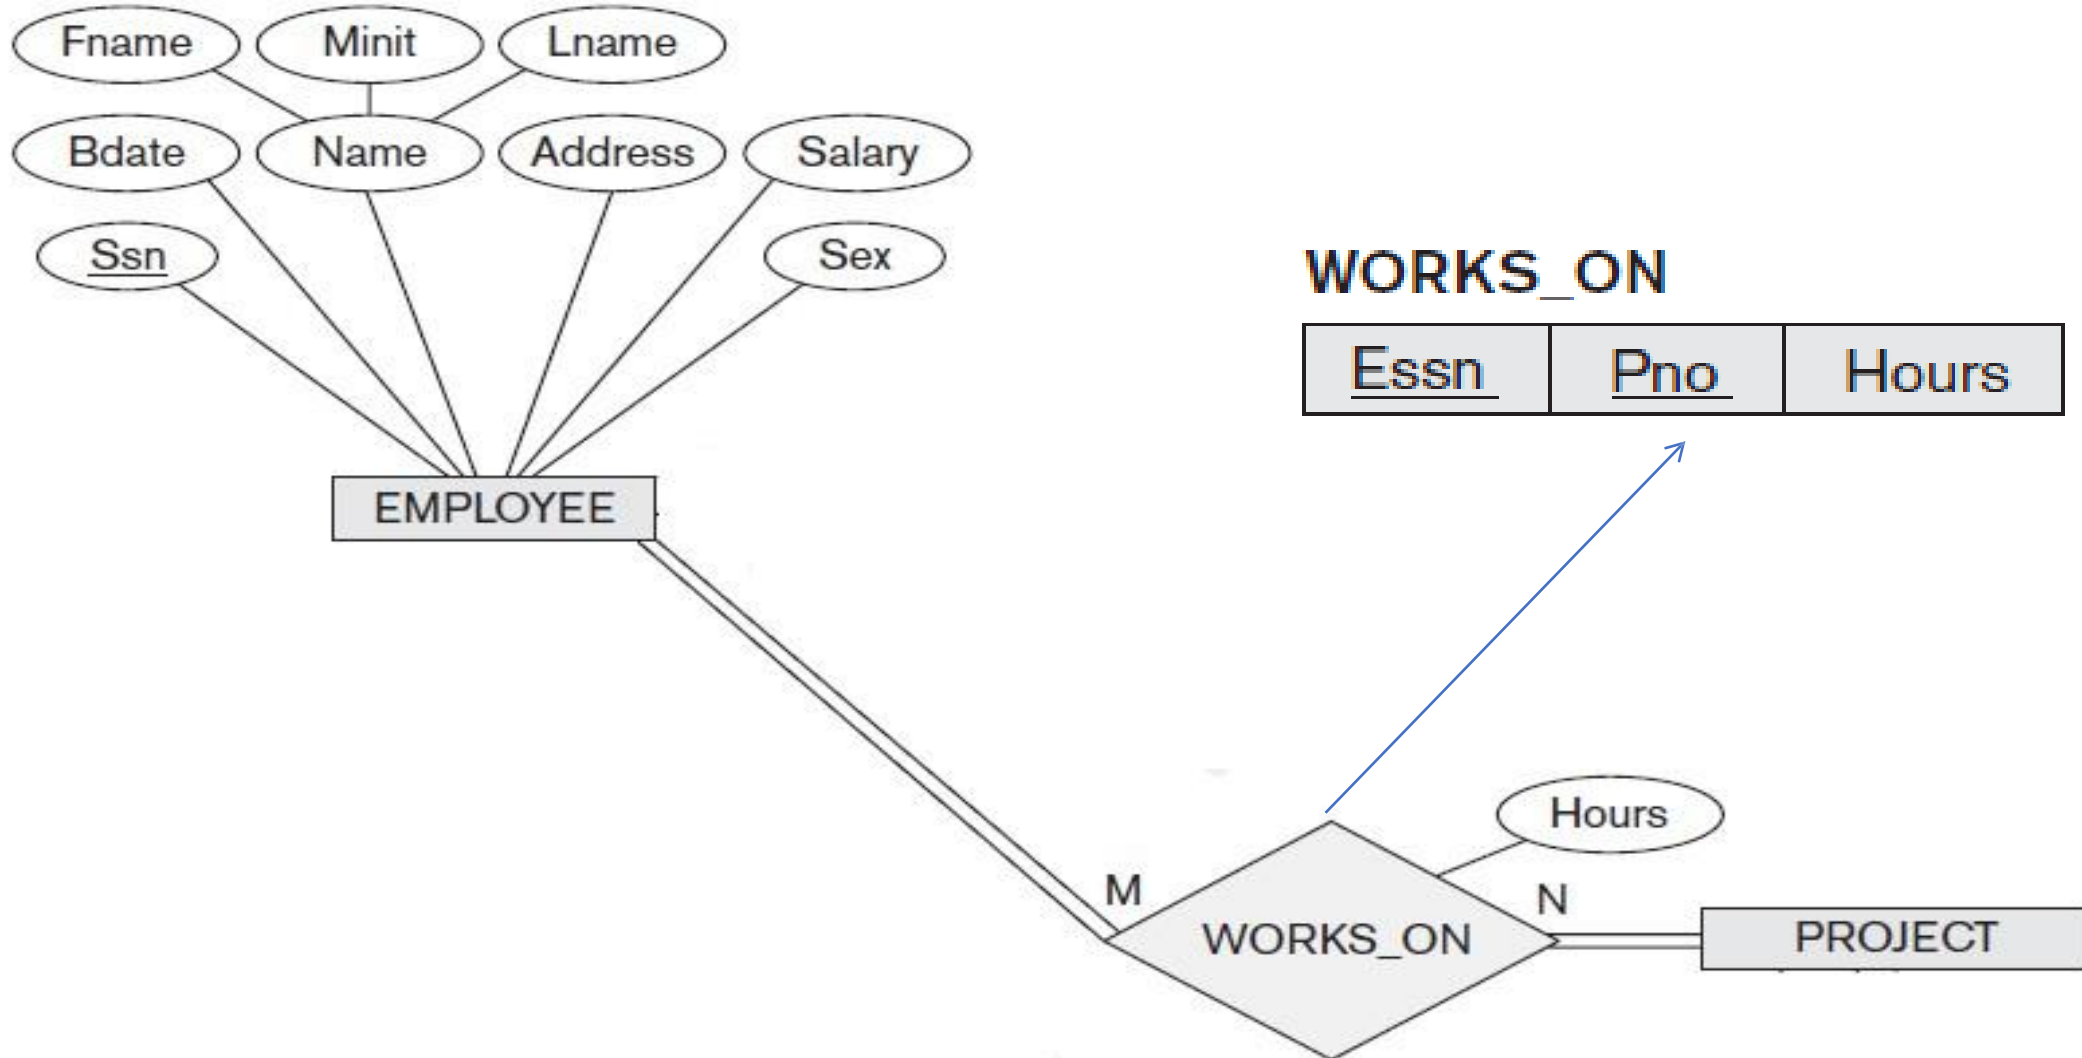 Fname Minit Lname
Bdate Name Address Salary
Ssn Sex
WORKS_ON
Essn Pno Hours
EMPLOYEE
Hours
M N
WORKS_ON PROJECT